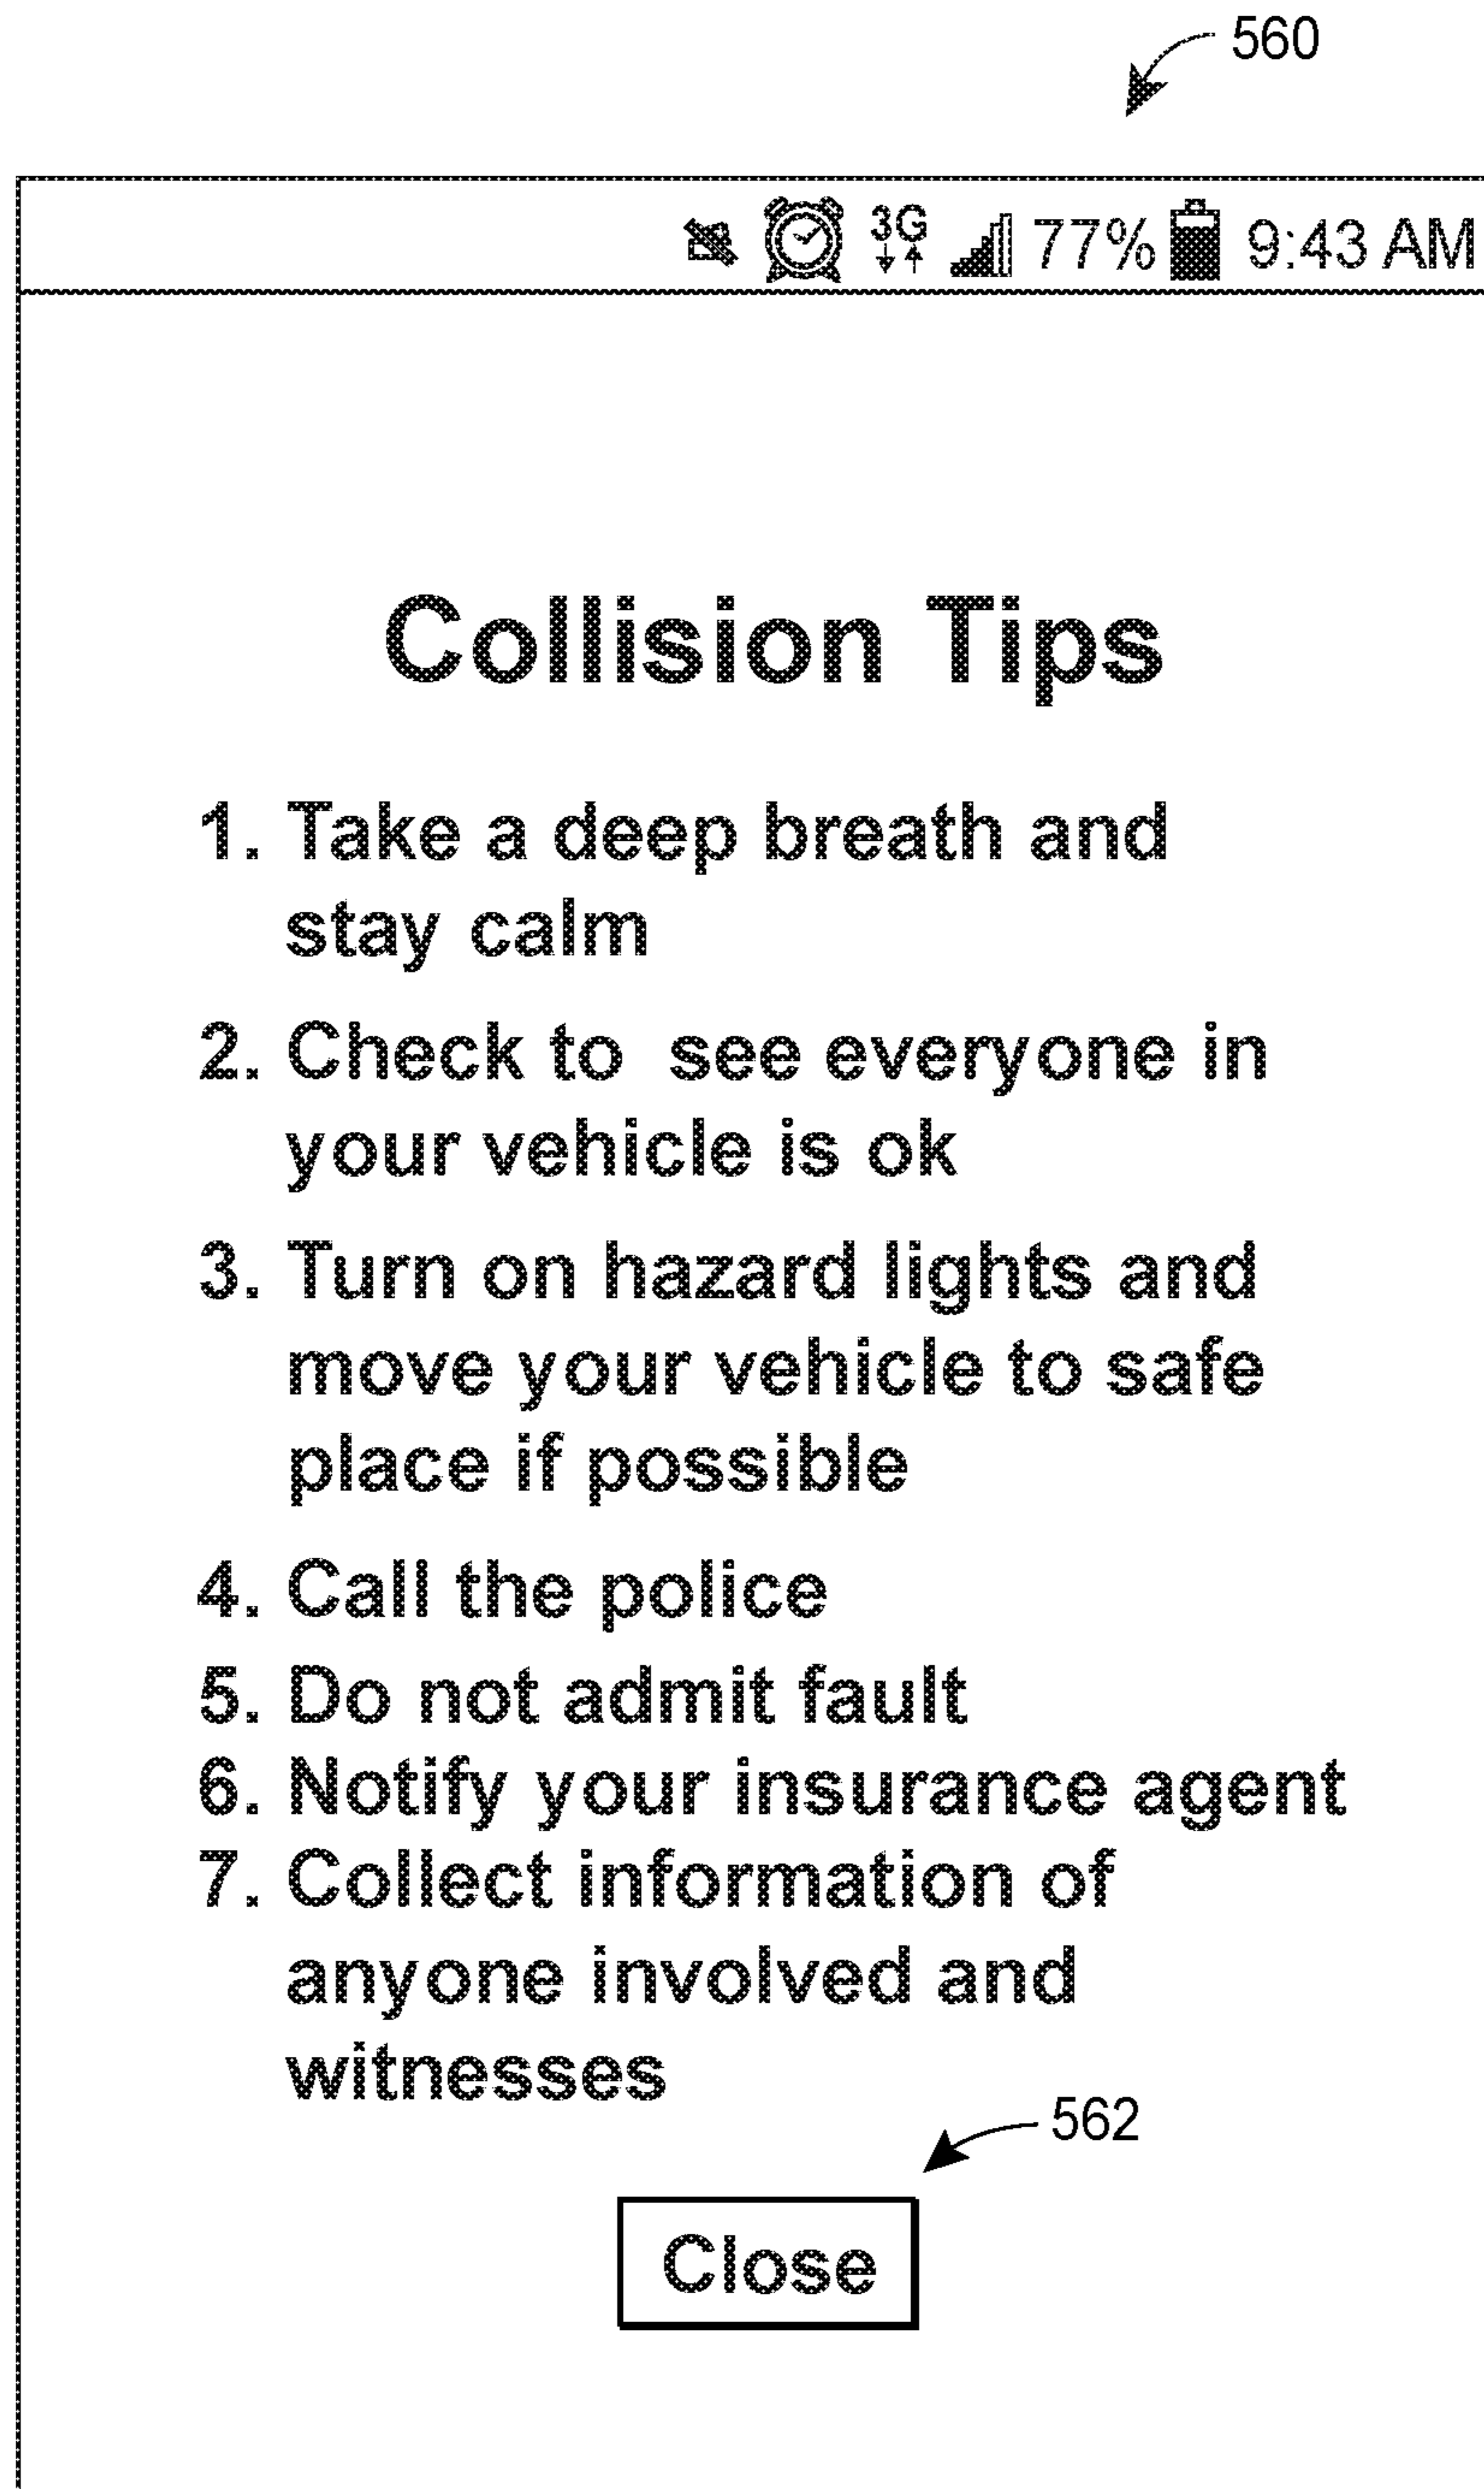 560
3G 77% 9:43 AM
Collision Tips
1. Take a deep breath and
stay calm
2. Check to see everyone in
your vehicle is ok
3. Turn on hazard lights and
move your vehicle to safe
place if possible
4. Call the police
5. Do not admit fault
6. Notify your insurance agent
7. Collect information of
anyone involved and
witnesses
562
Close